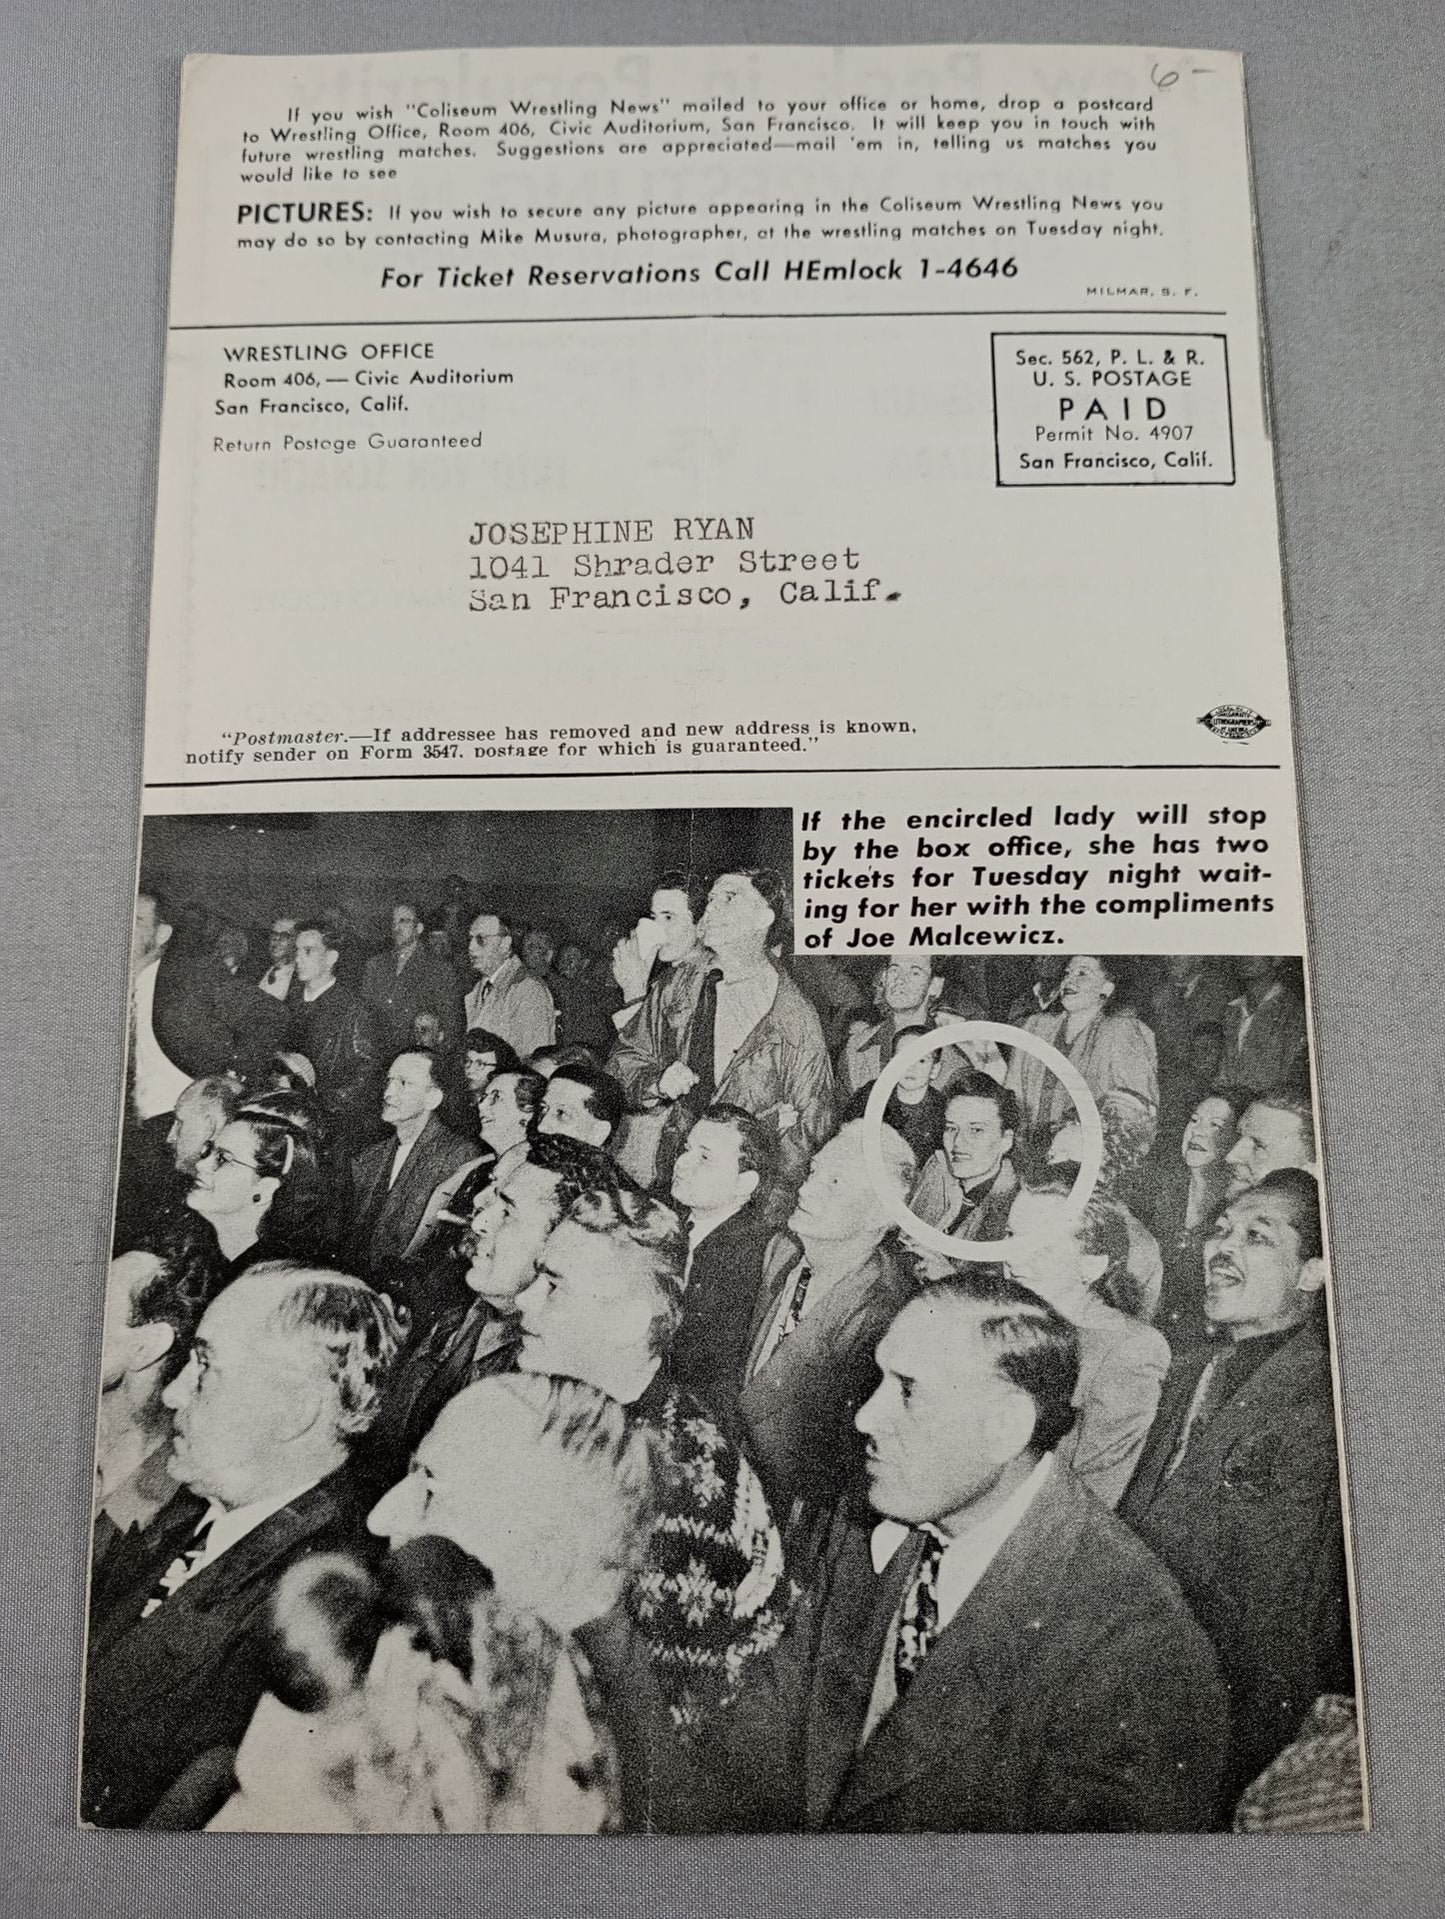 6-
If you wish "Coliseum Wrestling News" mailed to your office or home, drop a postcard
to Wrestling Office, Room 406, Civic Auditorium, San Francisco. It will keep you in touch with
future wrestling matches. Suggestions are appreciated—mail 'em in, telling us matches you
would like to see
PICTURES: If you wish to secure any picture appearing in the Coliseum Wrestling News you
may do so by contacting Mike Musura, photographer, at the wrestling matches on Tuesday night.
For Ticket Reservations Call HEmlock 1-4646
MILMAR, S. F.
WRESTLING OFFICE
Room 406, — Civic Auditorium
San Francisco, Calif.
Return Postage Guaranteed
Sec. 562, P. L. & R.
U. S. POSTAGE
PAID
Permit No. 4907
San Francisco, Calif.
JOSEPHINE RYAN
1041 Shrader Street
San Francisco, Calif.
"Postmaster.—If addressee has removed and new address is known,
notify sender on Form 3547, postage for which is guaranteed."
LITHOGRAPHERS
If the encircled lady will stop
by the box office, she has two
tickets for Tuesday night wait-
ing for her with the compliments
of Joe Malcewicz.